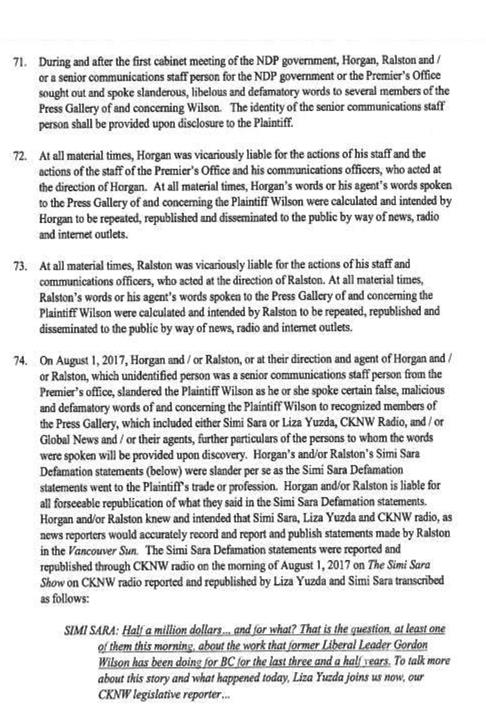 71. During and after the first cabinet meeting of the NDP government, Horgan, Ralston and /
or a senior communications staff person for the NDP government or the Premier's Office
sought out and spoke slanderous, libelous and defamatory words to several members of the
Press Gallery of and concerning Wilson. The identity of the senior communications staff
person shall be provided upon disclosure to the Plaintiff.
72. At all material times, Horgan was vicariously liable for the actions of his staff and the
actions of the staff of the Premier's Office and his communications officers, who acted at
the direction of Horgan. At all material times, Horgan's words or his agent's words spoken
to the Press Gallery of and concerning the Plaintiff Wilson were calculated and intended by
Horgan to be repeated, republished and disseminated to the public by way of news, radio
and internet outlets.
73. At all material times, Ralston was vicariously liable for the actions of his staff and
communications officers, who acted at the direction of Ralston. At all material times,
Ralston's words or his agent's words spoken to the Press Gallery of and concerning the
Plaintiff Wilson were calculated and intended by Ralston to be repeated, republished and
disseminated to the public by way of news, radio and internet outlets.
74. On August 1, 2017, Horgan and / or Ralston, or at their direction and agent of Horgan and /
or Ralston, which unidentified person was a senior communications staff person from the
Premier's office, slandered the Plaintiff Wilson as he or she spoke certain false, malicious
and defamatory words of and concerning the Plaintiff Wilson to recognized members of
the Press Gallery, which included either Simi Sara or Liza Yuzda, CKNW Radio, and / or
Global News and / or their agents, further particulars of the persons to whom the words
were spoken will be provided upon discovery. Horgan's and/or Ralston's Simi Sara
Defamation statements (below) were slander per se as the Simi Sara Defamation
statements went to the Plaintiff's trade or profession. Horgan and/or Ralston is liable for
all forseeable republication of what they said in the Simi Sara Defamation statements.
Horgan and/or Ralston knew and intended that Simi Sara, Liza Yuzda and CKNW radio, as
news reporters would accurately record and report and publish statements made by Ralston
in the Vancouver Sun. The Simi Sara Defamation statements were reported and
republished through CKNW radio on the morning of August 1, 2017 on The Simi Sara
Show on CKNW radio reported and republished by Liza Yuzda and Simi Sara transcribed
as follows:
SIMI SARA: Half a million dollars... and for what? That is the question, at least one
of them this morning, about the work that former Liberal Leader Gordon
Wilson has been doing for BC for the last three and a half years. To talk more
about this story and what happened today, Liza Yuzda joins us now, our
CKNW legislative reporter...